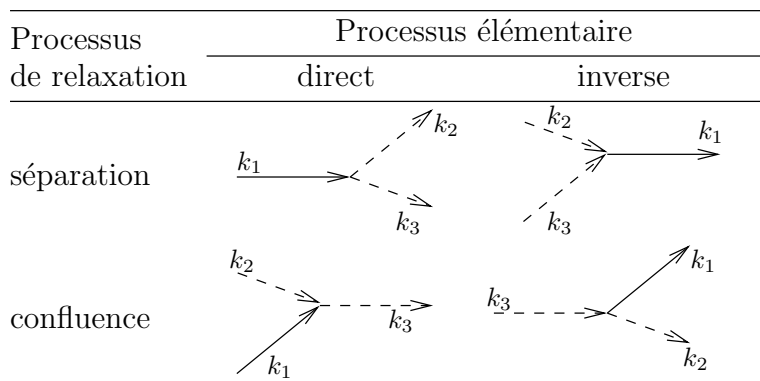 Processus de relaxation
Processus élémentaire
direct inverse
séparation
k1 k2 k3
k2 k3 k1
confluence
k2 k1 k3
k3 k1 k2